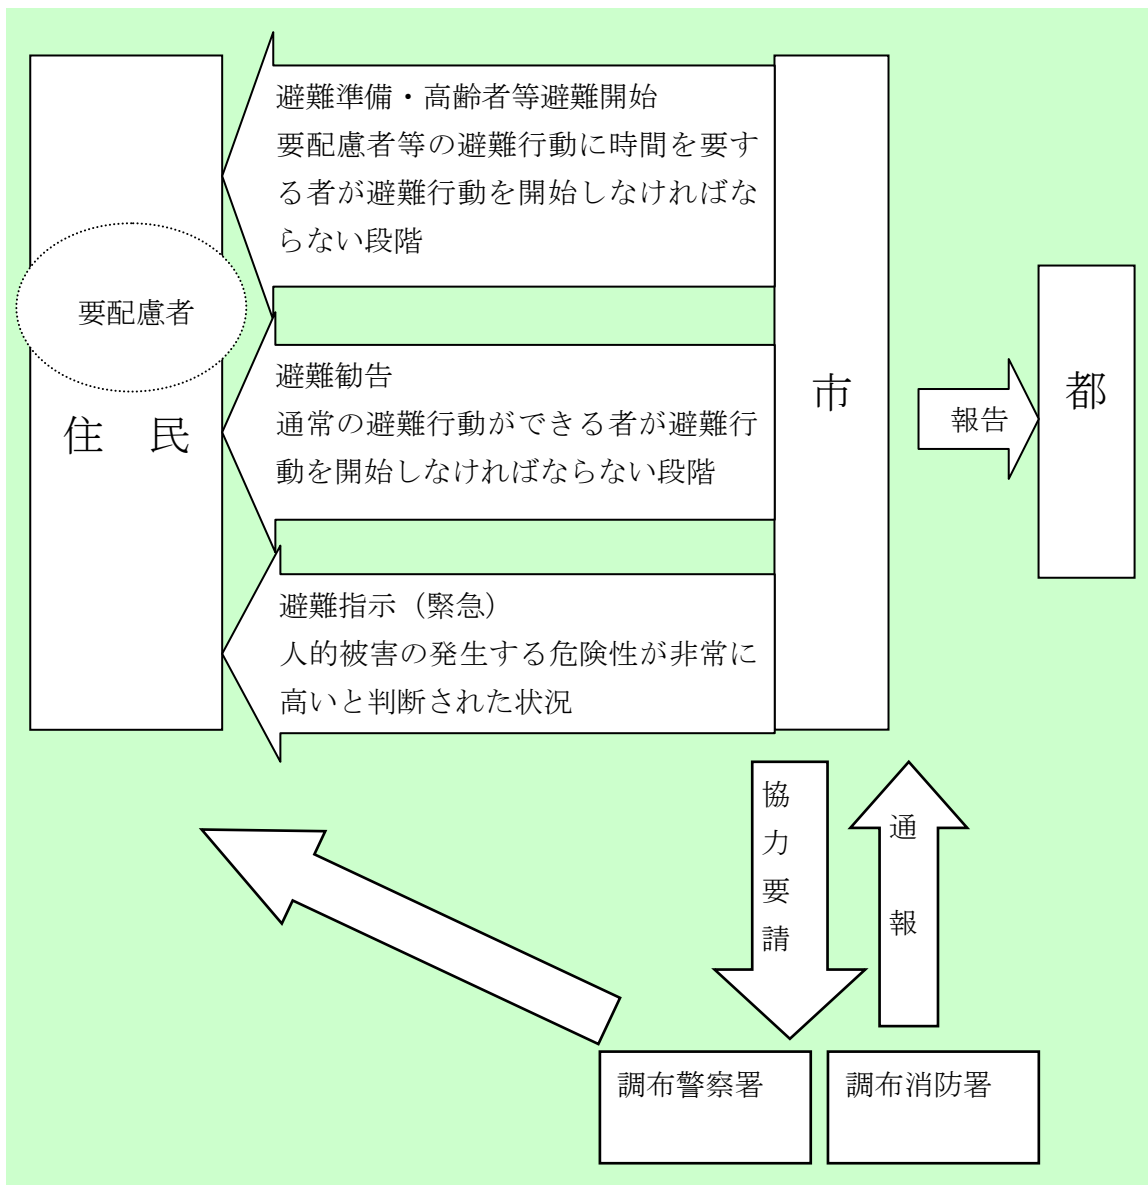 避難準備・高齢者等避難開始
要配慮者等の避難行動に時間を要す
る者が避難行動を開始しなければな
らない段階
要配慮者
住　民
避難勧告
通常の避難行動ができる者が避難行
動を開始しなければならない段階
避難指示（緊急）
人的被害の発生する危険性が非常に
高いと判断された状況
市
報告
都
協力要請
通報
調布警察署
調布消防署